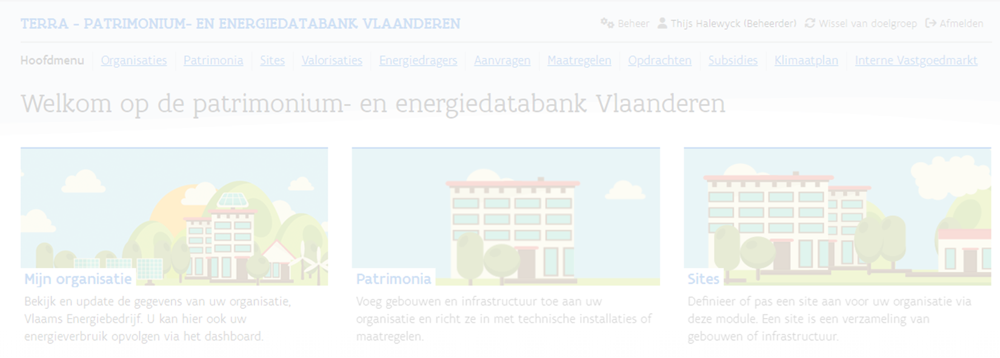 TERRA - PATRIMONIUM- EN ENERGIEDATABANK VLAANDEREN
Beheer Thijs Halewyck (Beheerder) Wissel van doelgroep Afmelden
Hoofdmenu Organisaties Patrimonia Sites Valorisaties Energiedragers Aanvragen Maatregelen Opdrachten Subsidies Klimaatplan Interne Vastgoedmarkt
Welkom op de patrimonium- en energiedatabank Vlaanderen
Mijn organisatie
Bekijk en update de gegevens van uw organisatie,
Vlaams Energiebedrijf. U kan hier ook uw
energieverbruik opvolgen via het dashboard.
Patrimonia
Voeg gebouwen en infrastructuur toe aan uw
organisatie en richt ze in met technische installaties of
maatregelen.
Sites
Definieer of pas een site aan voor uw organisatie via
deze module. Een site is een verzameling van
gebouwen of infrastructuur.